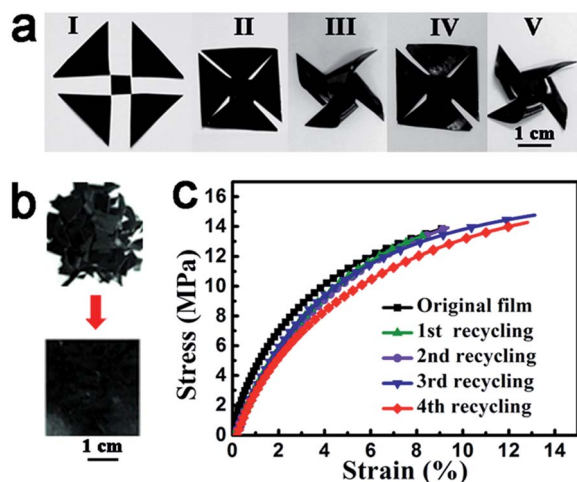 a
I II III IV V
1 cm
b
1 cm
c
Stress (MPa)
16
14
12
10
8
6
4
2
0
Original film
1st recycling
2nd recycling
3rd recycling
4th recycling
0 2 4 6 8 10 12 14
Strain (%)